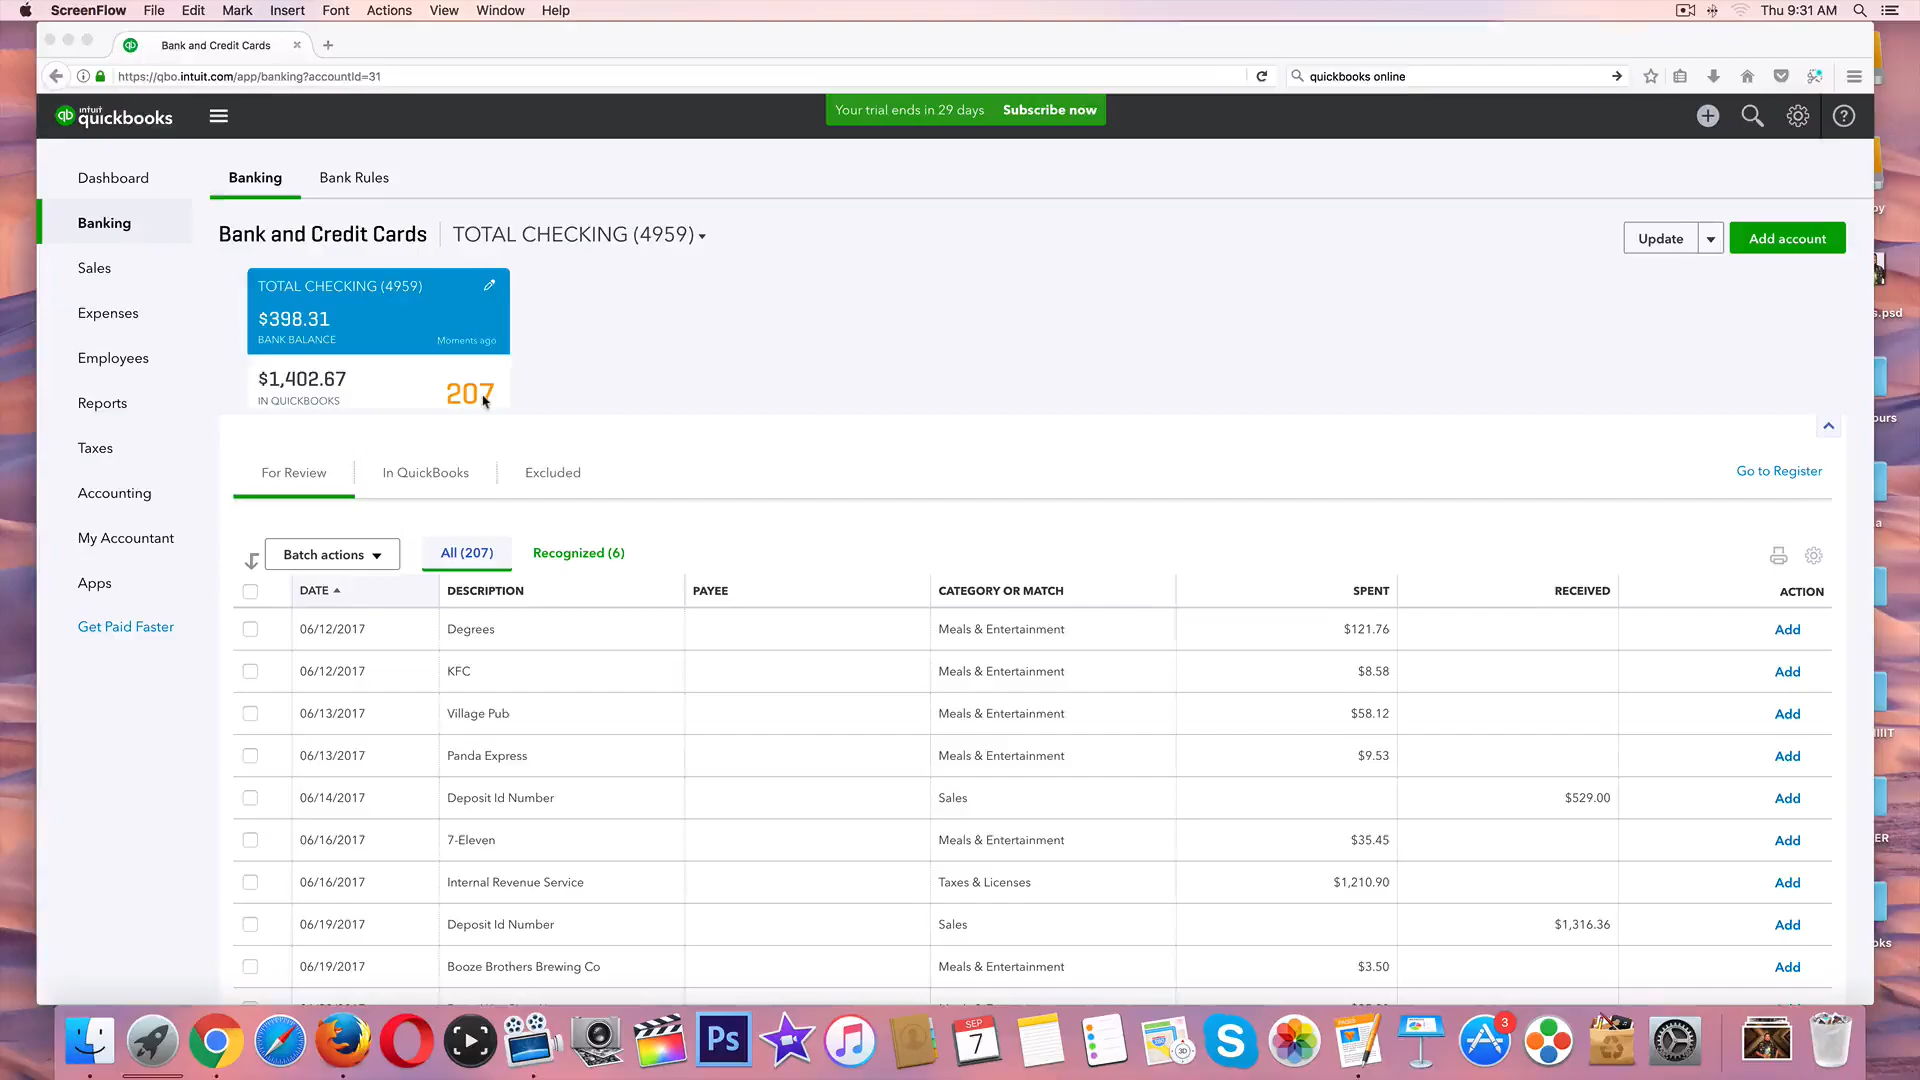 ScreenFlow File Edit Mark Insert Font Actions View Window Help Thu 9:31 AM
Bank and Credit Cards
https://qbo.intuit.com/app/banking?accountId=31 quickbooks online
intuit quickbooks qb
Your trial ends in 29 days Subscribe now
Dashboard
Banking
Sales
Expenses
Employees
Reports
Taxes
Accounting
My Accountant
Apps
Get Paid Faster
Banking Bank Rules
Bank and Credit Cards TOTAL CHECKING (4959) Update Add account
TOTAL CHECKING (4959)
$398.31
BANK BALANCE Moments ago
$1,402.67 207
IN QUICKBOOKS
For Review In QuickBooks Excluded Go to Register
Batch actions All (207) Recognized (6)
DATE DESCRIPTION PAYEE CATEGORY OR MATCH SPENT RECEIVED ACTION
06/12/2017 Degrees Meals & Entertainment $121.76 Add
06/12/2017 KFC Meals & Entertainment $8.58 Add
06/13/2017 Village Pub Meals & Entertainment $58.12 Add
06/13/2017 Panda Express Meals & Entertainment $9.53 Add
06/14/2017 Deposit Id Number Sales $529.00 Add
06/16/2017 7-Eleven Meals & Entertainment $35.45 Add
06/16/2017 Internal Revenue Service Taxes & Licenses $1,210.90 Add
06/19/2017 Deposit Id Number Sales $1,316.36 Add
06/19/2017 Booze Brothers Brewing Co Meals & Entertainment $3.50 Add
s.psd
ours
SEP
7
Ps
3
3D
PAGES